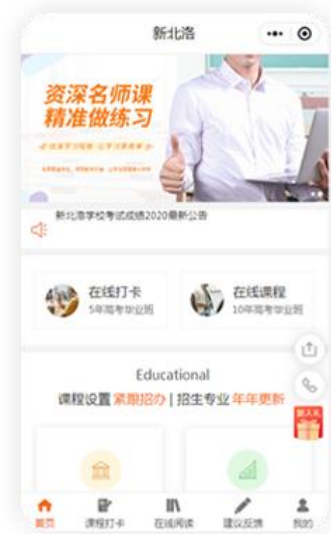 新北洛
资深名师课
精准做练习
新北洛学校考试成绩2020最新公告
在线打卡
5年高考毕业班
在线课程
10年高考毕业班
Educational
课程设置 紧跟招办 | 招生专业 年年更新
新人礼
首页
课程打卡
在线阅读
建议反馈
我的